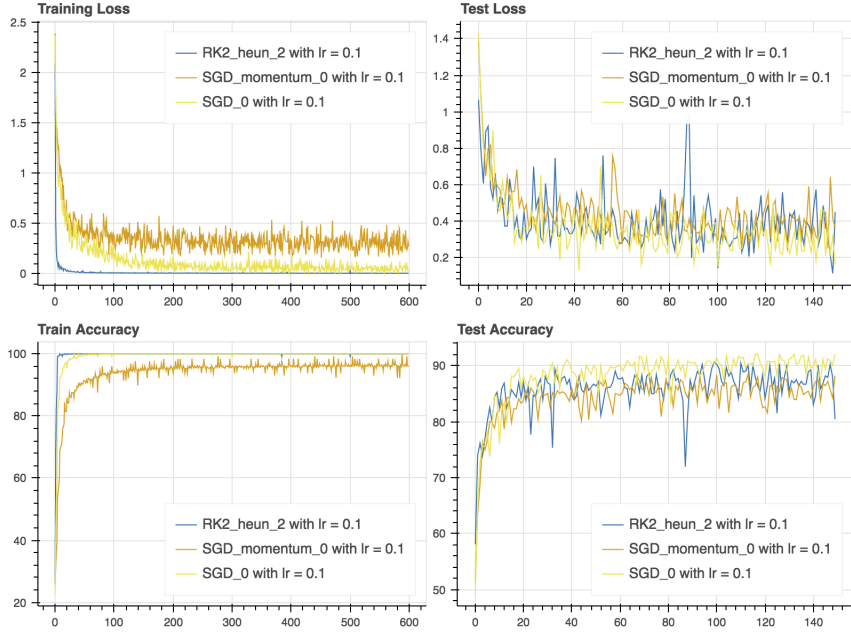 Training Loss
2.5
2
1.5
1
0.5
0
0 100 200 300 400 500 600
RK2_heun_2 with lr = 0.1
SGD_momentum_0 with lr = 0.1
SGD_0 with lr = 0.1
Test Loss
1.4
1.2
1
0.8
0.6
0.4
0.2
0 20 40 60 80 100 120 140
RK2_heun_2 with lr = 0.1
SGD_momentum_0 with lr = 0.1
SGD_0 with lr = 0.1
Train Accuracy
100
80
60
40
20
0 100 200 300 400 500 600
RK2_heun_2 with lr = 0.1
SGD_momentum_0 with lr = 0.1
SGD_0 with lr = 0.1
Test Accuracy
90
80
70
60
50
0 20 40 60 80 100 120 140
RK2_heun_2 with lr = 0.1
SGD_momentum_0 with lr = 0.1
SGD_0 with lr = 0.1